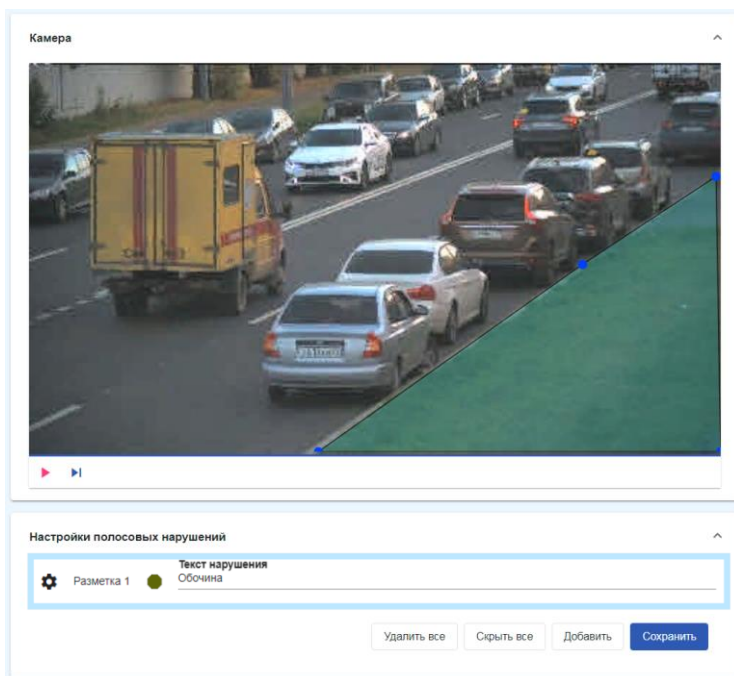 Камера
Настройки полосовых нарушений
Текст нарушения
Разметка 1
Обочина
Удалить все
Скрыть все
Добавить
Сохранить